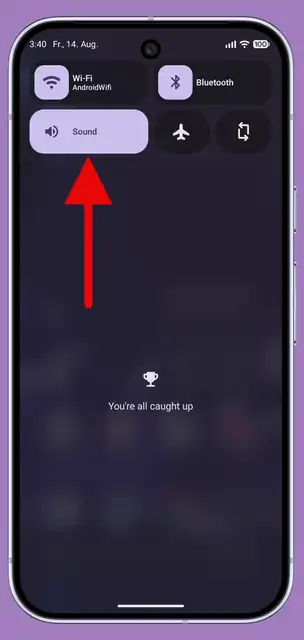 3:40 Fr., 14. Aug.
100
Wi-Fi
AndroidWifi
Bluetooth
Sound
You're all caught up